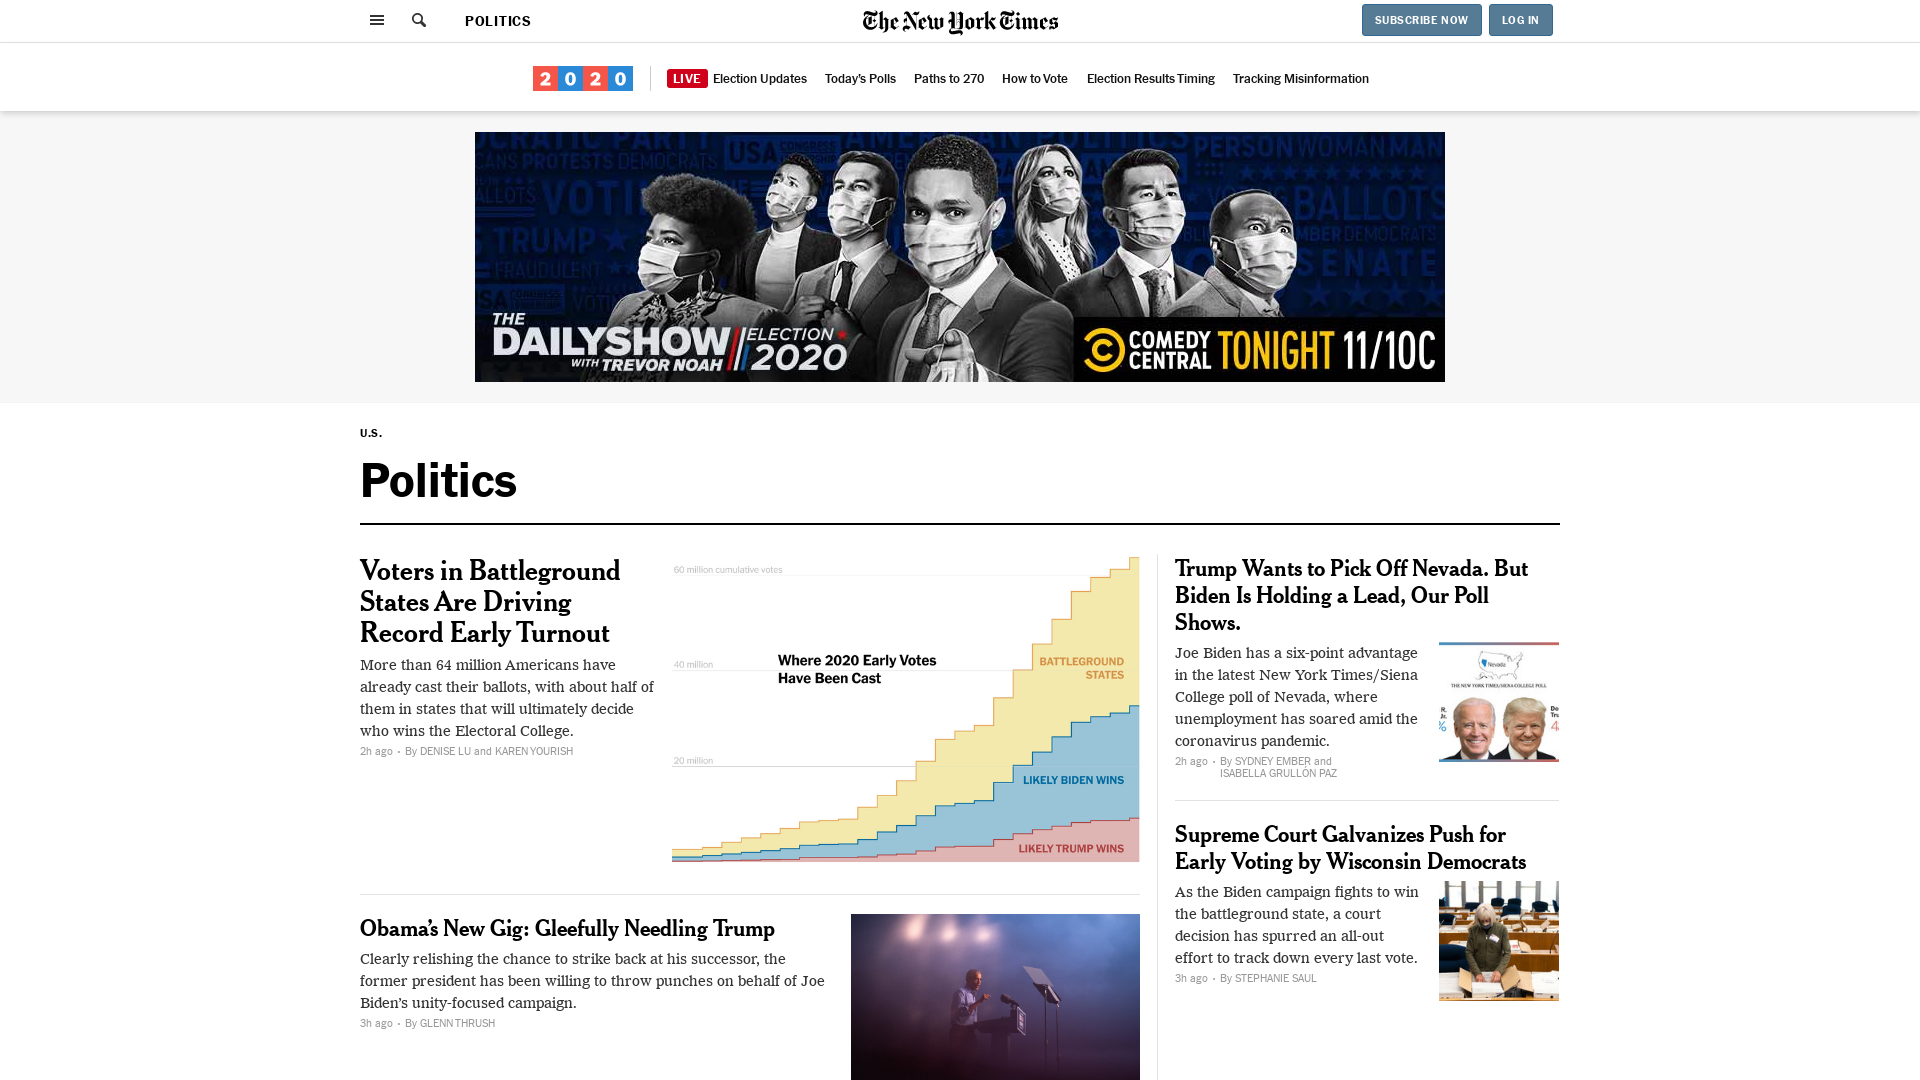 POLITICS
The New York Times
SUBSCRIBE NOW
LOG IN
2020
LIVE Election Updates
Today's Polls
Paths to 270
How to Vote
Election Results Timing
Tracking Misinformation
THE
DAILYSHOW
WITH TREVOR NOAH
ELECTION
2020
COMEDY
CENTRAL
TONIGHT 11/10C
U.S.
Politics
Voters in Battleground
States Are Driving
Record Early Turnout
More than 64 million Americans have
already cast their ballots, with about half of
them in states that will ultimately decide
who wins the Electoral College.
2h ago • By DENISE LU and KAREN YOURISH
60 million cumulative votes
40 million
20 million
Where 2020 Early Votes
Have Been Cast
BATTLEGROUND
STATES
LIKELY BIDEN WINS
LIKELY TRUMP WINS
Obama's New Gig: Gleefully Needling Trump
Clearly relishing the chance to strike back at his successor, the
former president has been willing to throw punches on behalf of Joe
Biden's unity-focused campaign.
3h ago • By GLENN THRUSH
Trump Wants to Pick Off Nevada. But
Biden Is Holding a Lead, Our Poll
Shows.
Joe Biden has a six-point advantage
in the latest New York Times/Siena
College poll of Nevada, where
unemployment has soared amid the
coronavirus pandemic.
2h ago • By SYDNEY EMBER and
ISABELLA GRULLÓN PAZ
Nevada
THE NEW YORK TIMES/SIENA COLLEGE POLL
Supreme Court Galvanizes Push for
Early Voting by Wisconsin Democrats
As the Biden campaign fights to win
the battleground state, a court
decision has spurred an all-out
effort to track down every last vote.
3h ago • By STEPHANIE SAUL